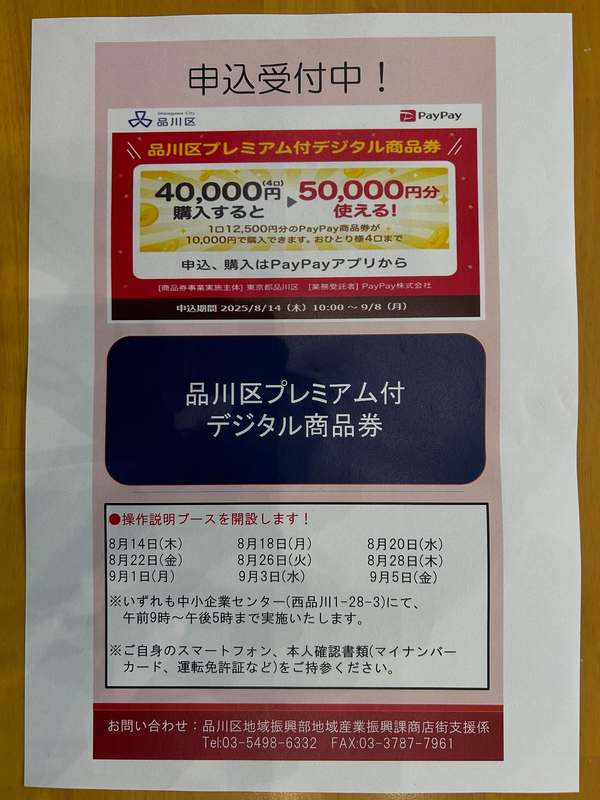 申込受付中！
Shinagawa City
品川区
PayPay
品川区プレミアム付デジタル商品券
40,000円(4口)
購入すると
50,000円分
使える!
1口12,500円分のPayPay商品券が
10,000円で購入できます。おひとり様4口まで
申込、購入はPayPayアプリから
[商品券事業実施主体] 東京都品川区 [業務受託者] PayPay株式会社
申込期間 2025/8/14（木）10:00 ～ 9/8（月）
品川区プレミアム付
デジタル商品券
●操作説明ブースを開設します！
8月14日(木) 8月18日(月) 8月20日(水)
8月22日(金) 8月26日(火) 8月28日(木)
9月1日(月) 9月3日(水) 9月5日(金)
※いずれも中小企業センター(西品川1-28-3)にて、
午前9時～午後5時まで実施いたします。
※ご自身のスマートフォン、本人確認書類(マイナンバー
カード、運転免許証など)をご持参ください。
お問い合わせ：品川区地域振興部地域産業振興課商店街支援係
Tel:03-5498-6332 FAX:03-3787-7961